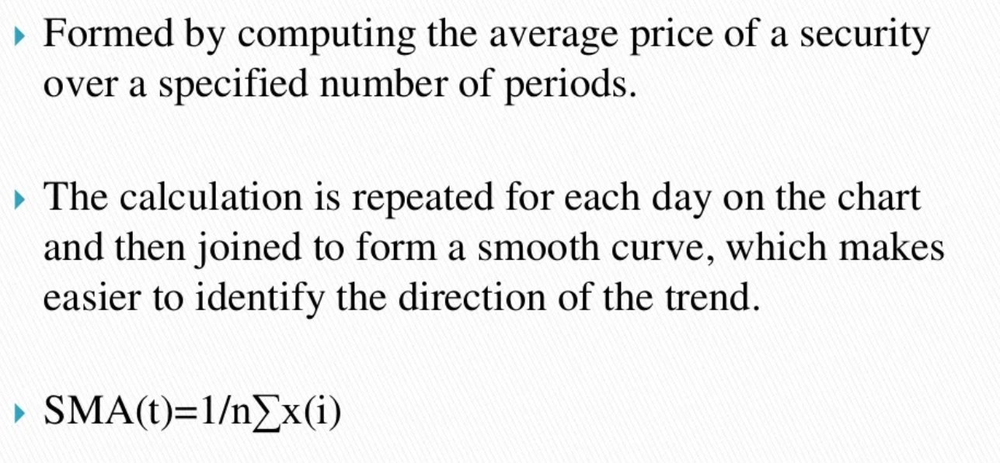 Formed by computing the average price of a security
over a specified number of periods.
The calculation is repeated for each day on the chart
and then joined to form a smooth curve, which makes
easier to identify the direction of the trend.
SMA(t)=1/n∑x(i)